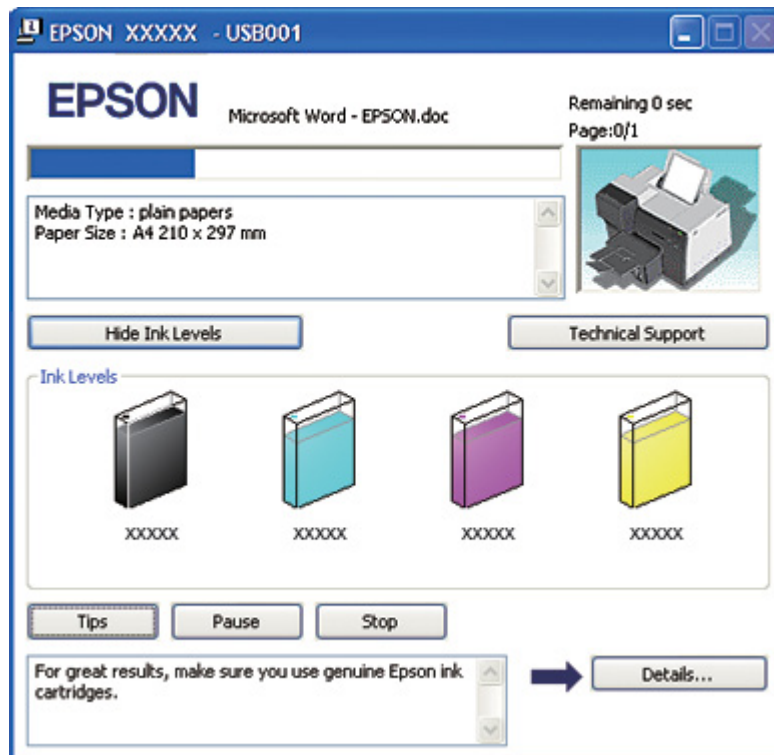 EPSON XXXXX - USB001
EPSON
Microsoft Word - EPSON.doc
Remaining 0 sec
Page:0/1
Media Type : plain papers
Paper Size : A4 210 x 297 mm
Hide Ink Levels
Technical Support
Ink Levels
XXXXX XXXXX XXXXX XXXXX
Tips Pause Stop
For great results, make sure you use genuine Epson ink
cartridges.
Details...